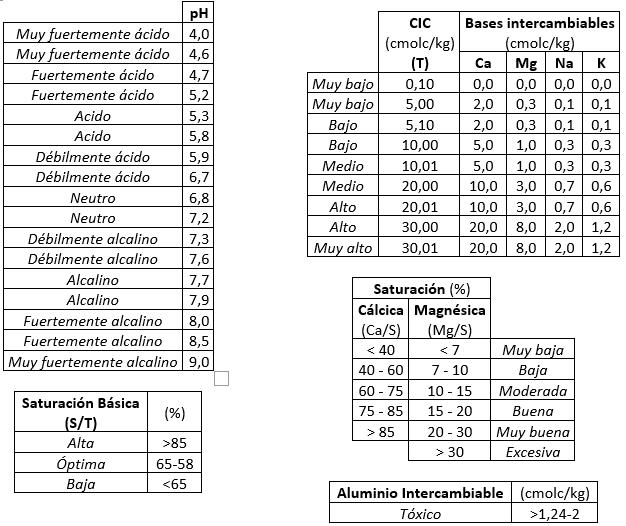 pH
Muy fuertemente ácido 4,0
Muy fuertemente ácido 4,6
Fuertemente ácido 4,7
Fuertemente ácido 5,2
Acido 5,3
Acido 5,8
Débilmente ácido 5,9
Débilmente ácido 6,7
Neutro 6,8
Neutro 7,2
Débilmente alcalino 7,3
Débilmente alcalino 7,6
Alcalino 7,7
Alcalino 7,9
Fuertemente alcalino 8,0
Fuertemente alcalino 8,5
Muy fuertemente alcalino 9,0
Saturación Básica (%)
(S/T)
Alta >85
Óptima 65-58
Baja <65
CIC Bases intercambiables
(cmolc/kg) (cmolc/kg)
(T) Ca Mg Na K
Muy bajo 0,10 0,0 0,0 0,0 0,0
Muy bajo 5,00 2,0 0,3 0,1 0,1
Bajo 5,10 2,0 0,3 0,1 0,1
Bajo 10,00 5,0 1,0 0,3 0,3
Medio 10,01 5,0 1,0 0,3 0,3
Medio 20,00 10,0 3,0 0,7 0,6
Alto 20,01 10,0 3,0 0,7 0,6
Alto 30,00 20,0 8,0 2,0 1,2
Muy alto 30,01 20,0 8,0 2,0 1,2
Saturación (%)
Cálcica Magnésica
(Ca/S) (Mg/S)
< 40 < 7 Muy baja
40 - 60 7 - 10 Baja
60 - 75 10 - 15 Moderada
75 - 85 15 - 20 Buena
> 85 20 - 30 Muy buena
> 30 Excesiva
Aluminio Intercambiable (cmolc/kg)
Tóxico >1,24-2